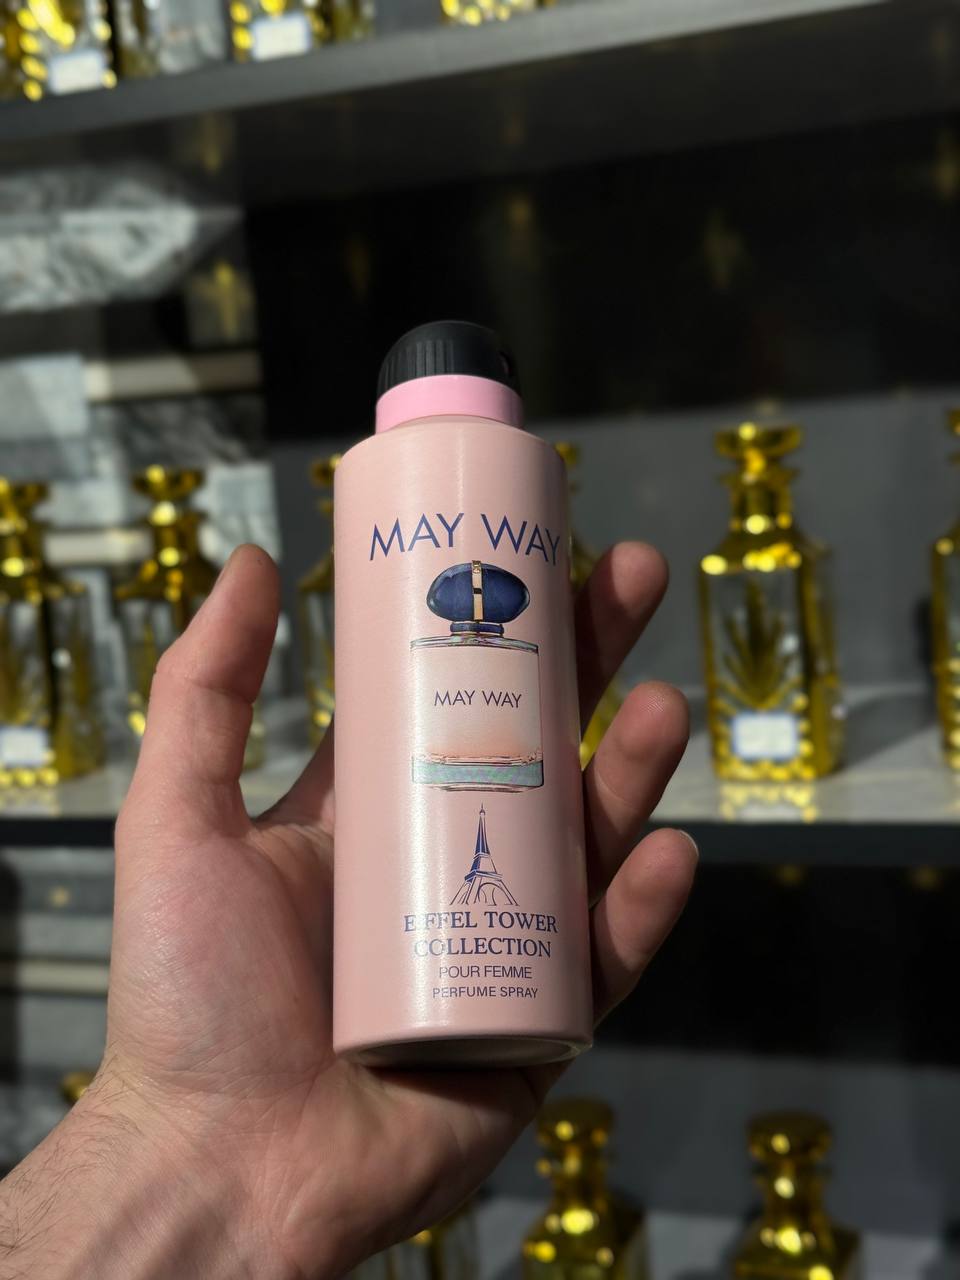 MAY WAY
MAY WAY
EIFFEL TOWER
COLLECTION
POUR FEMME
PERFUME SPRAY